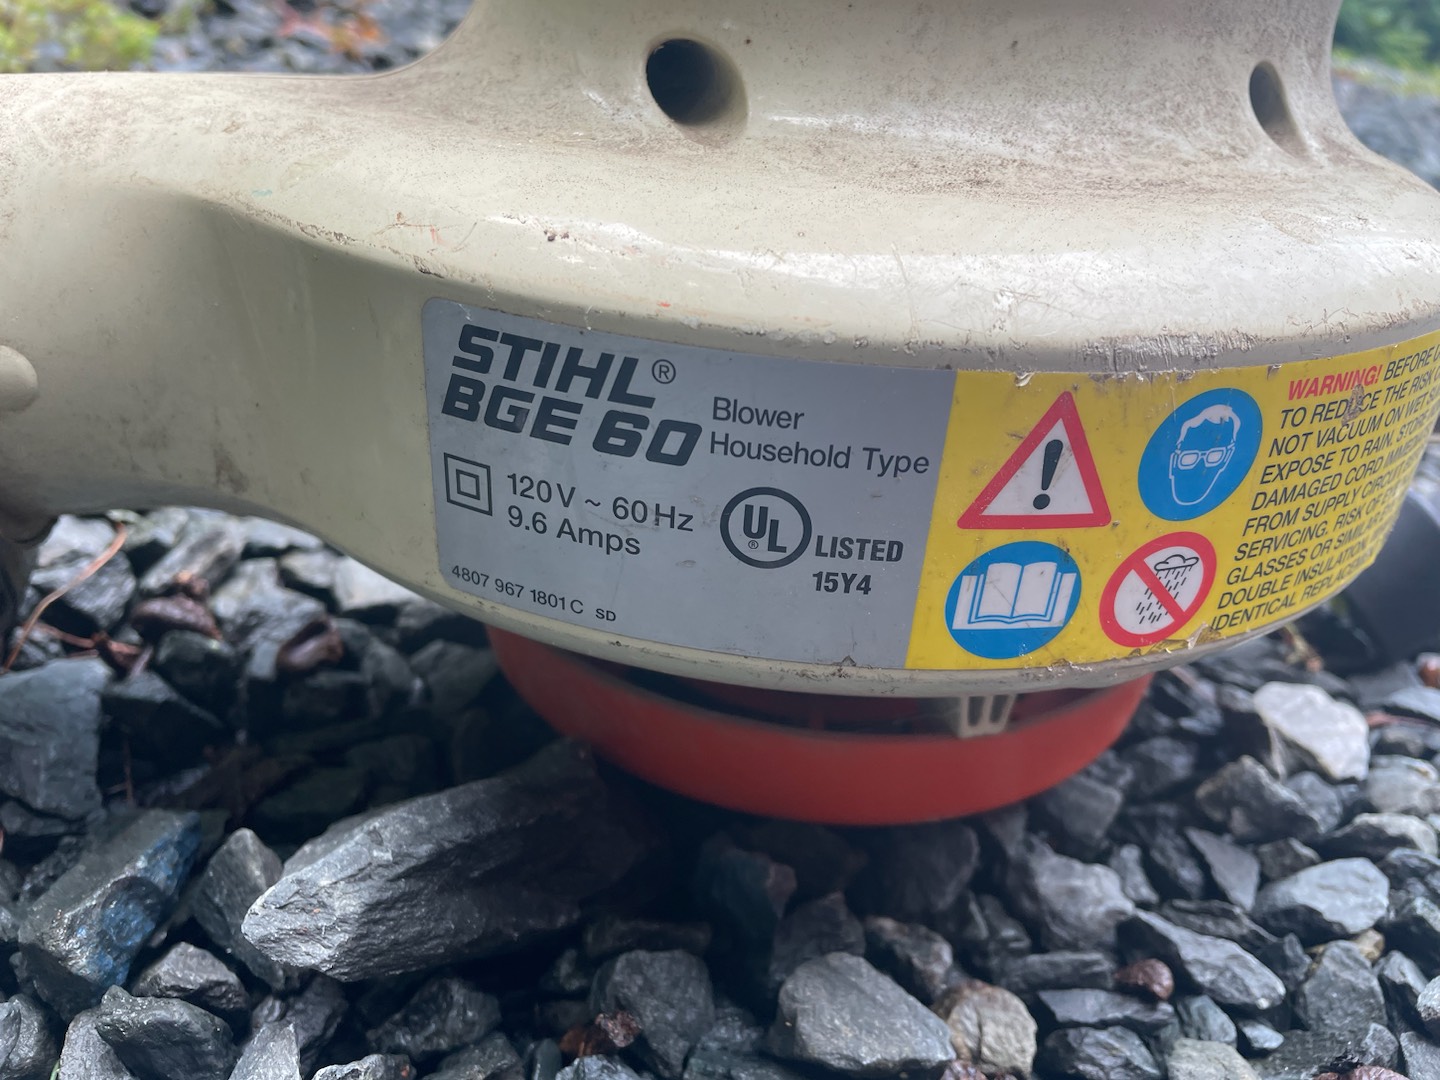 STIHL®
BGE 60
Blower
Household Type
120V ~ 60Hz
9.6 Amps
UL
®
LISTED
15Y4
4807 967 1801 C SD
WARNING! BEFORE
TO REDUCE THE RISK
NOT VACUUM ON WET
EXPOSE TO RAIN. STORE
DAMAGED CORD
FROM SUPPLY CIRCUIT
SERVICING. RISK OF
GLASSES OR SIMILAR
DOUBLE INSULATION.
IDENTICAL